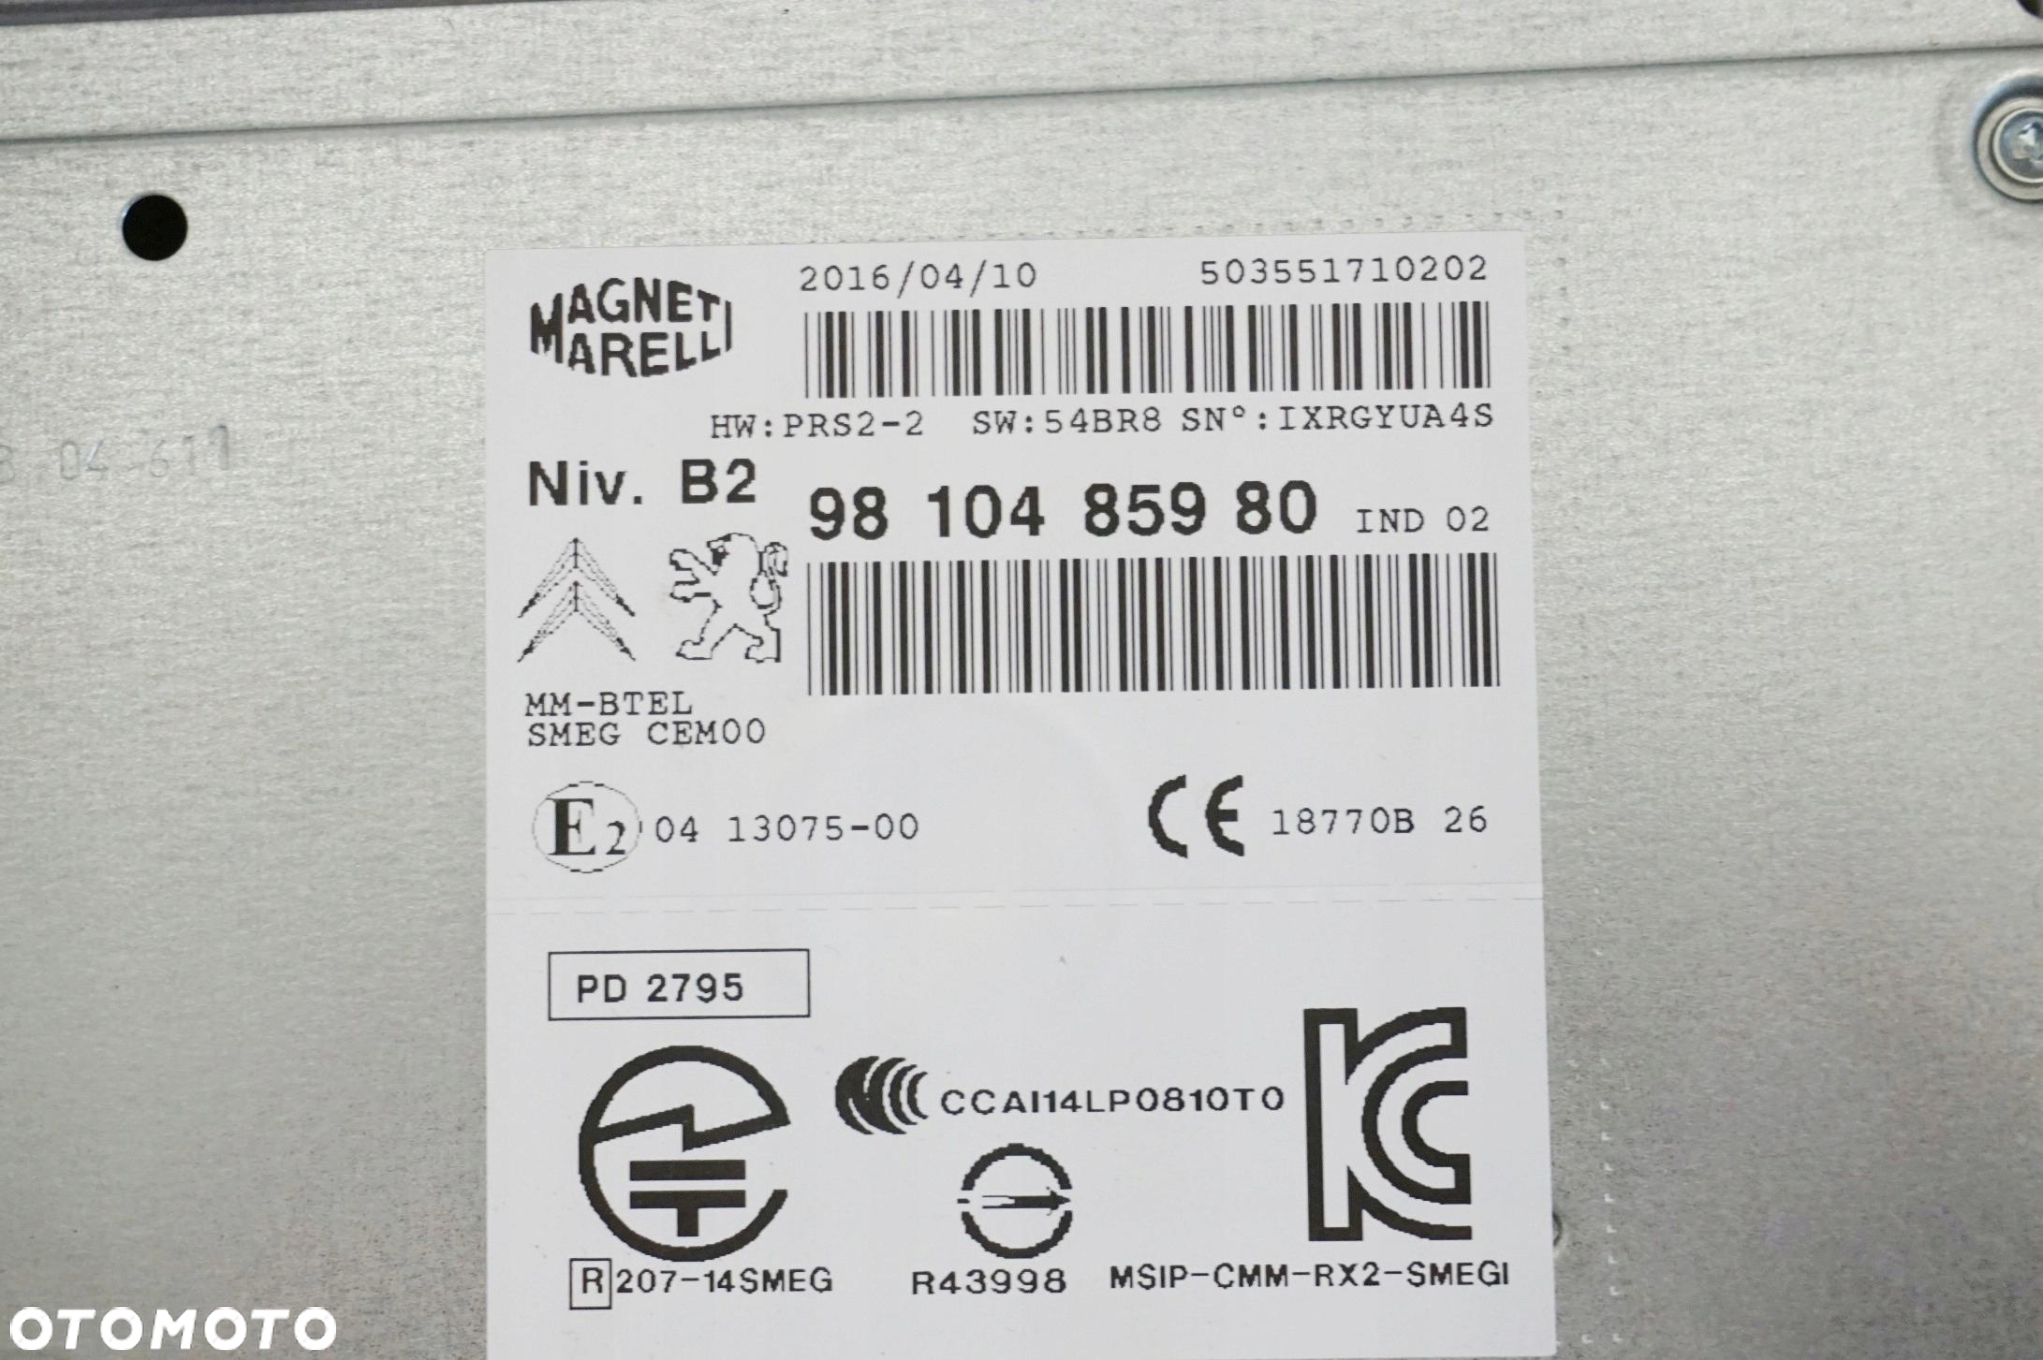 MAGNETI
MARELLI
2016/04/10 503551710202
HW:PRS2-2 SW:54BR8 SN°:IXRGYUA4S
Niv. B2 98 104 859 80 IND 02
MM-BTEL
SMEG CEM00
E2 04 13075-00 CE 18770B 26
PD 2795
CCAI14LP0810T0
KC
R 207-14SMEG R43998 MSIP-CMM-RX2-SMEGI
OTOMOTO